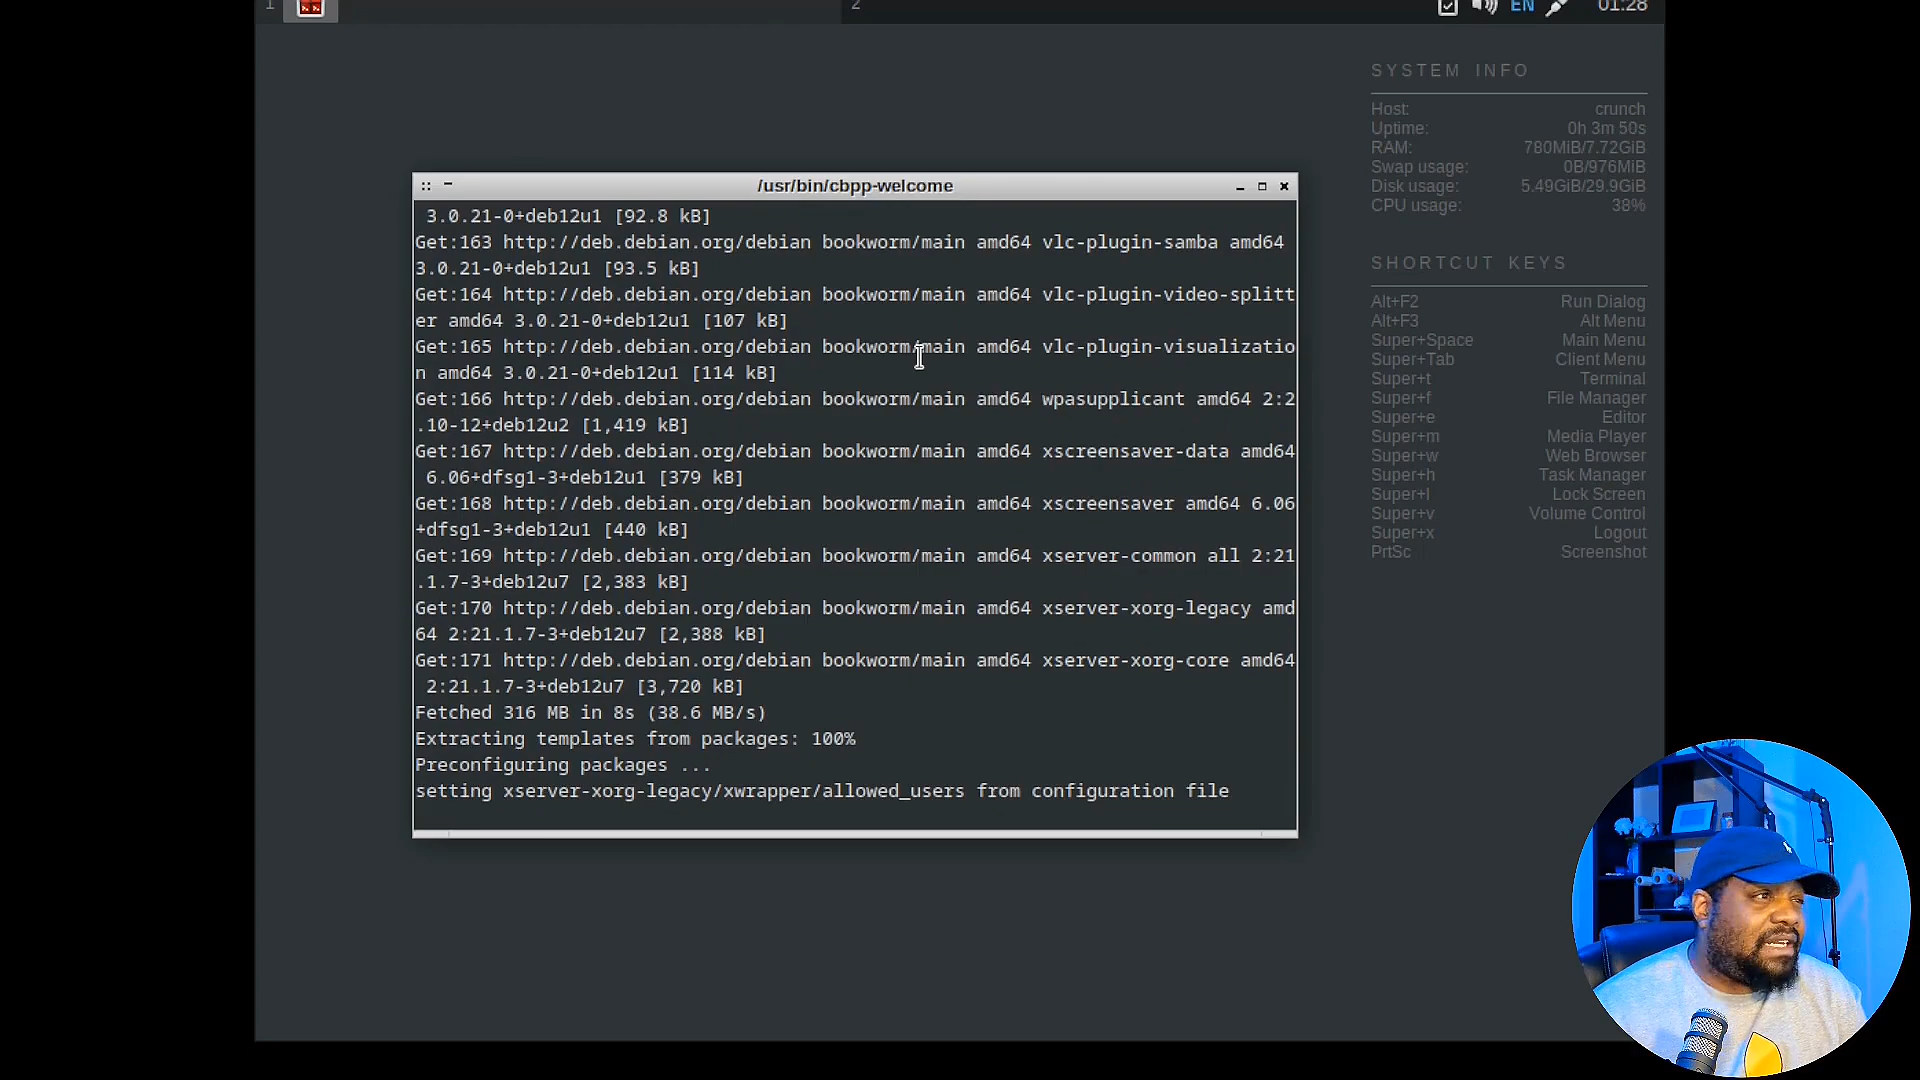 1
2
EN
01:28
/usr/bin/cbpp-welcome
3.0.21-0+deb12u1 [92.8 kB]
Get:163 http://deb.debian.org/debian bookworm/main amd64 vlc-plugin-samba amd64
3.0.21-0+deb12u1 [93.5 kB]
Get:164 http://deb.debian.org/debian bookworm/main amd64 vlc-plugin-video-splitt
er amd64 3.0.21-0+deb12u1 [107 kB]
Get:165 http://deb.debian.org/debian bookworm/main amd64 vlc-plugin-visualizatio
n amd64 3.0.21-0+deb12u1 [114 kB]
Get:166 http://deb.debian.org/debian bookworm/main amd64 wpasupplicant amd64 2:2
.10-12+deb12u2 [1,419 kB]
Get:167 http://deb.debian.org/debian bookworm/main amd64 xscreensaver-data amd64
6.06+dfsg1-3+deb12u1 [379 kB]
Get:168 http://deb.debian.org/debian bookworm/main amd64 xscreensaver amd64 6.06
+dfsg1-3+deb12u1 [440 kB]
Get:169 http://deb.debian.org/debian bookworm/main amd64 xserver-common all 2:21
.1.7-3+deb12u7 [2,383 kB]
Get:170 http://deb.debian.org/debian bookworm/main amd64 xserver-xorg-legacy amd
64 2:21.1.7-3+deb12u7 [2,388 kB]
Get:171 http://deb.debian.org/debian bookworm/main amd64 xserver-xorg-core amd64
2:21.1.7-3+deb12u7 [3,720 kB]
Fetched 316 MB in 8s (38.6 MB/s)
Extracting templates from packages: 100%
Preconfiguring packages ...
setting xserver-xorg-legacy/xwrapper/allowed_users from configuration file
SYSTEM INFO
Host: crunch
Uptime: 0h 3m 50s
RAM: 780MiB/7.72GiB
Swap usage: 0B/976MiB
Disk usage: 5.49GiB/29.9GiB
CPU usage: 38%
SHORTCUT KEYS
Alt+F2 Run Dialog
Alt+F3 Alt Menu
Super+Space Main Menu
Super+Tab Client Menu
Super+t Terminal
Super+f File Manager
Super+e Editor
Super+m Media Player
Super+w Web Browser
Super+h Task Manager
Super+l Lock Screen
Super+v Volume Control
Super+x Logout
PrtSc Screenshot